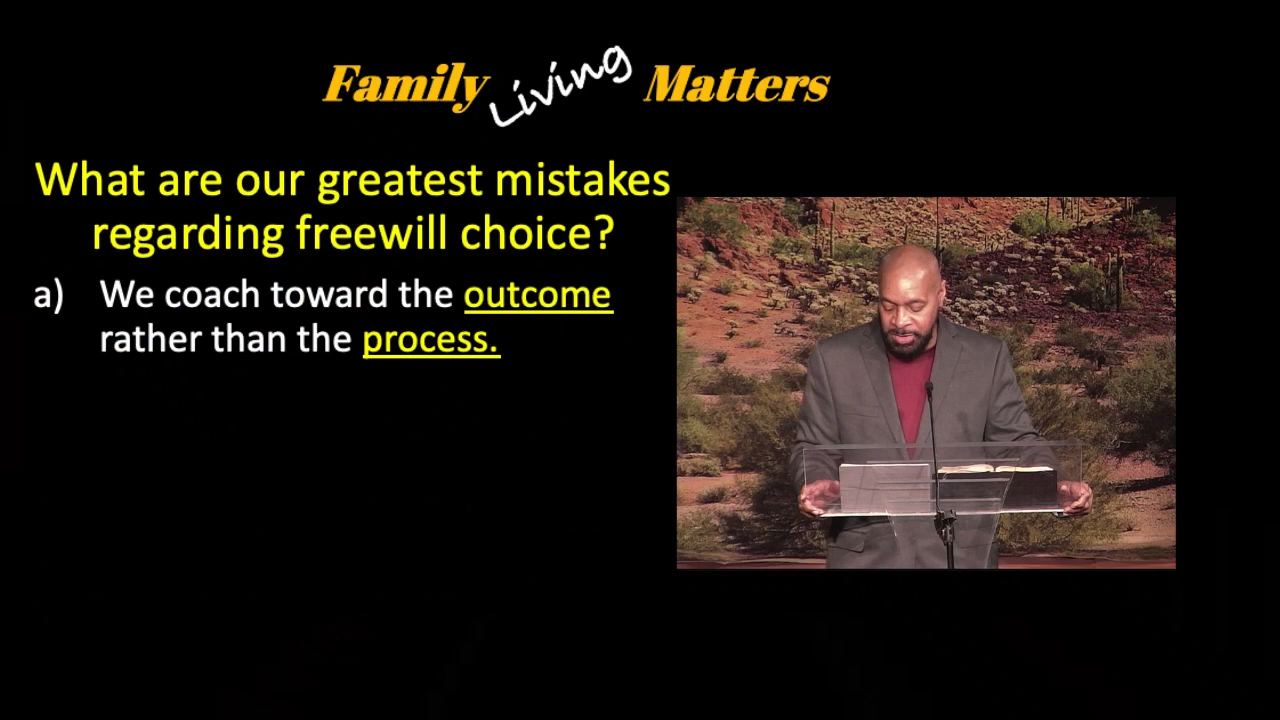 Family Living Matters
What are our greatest mistakes
regarding freewill choice?
a) We coach toward the outcome
rather than the process.